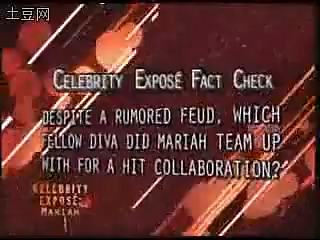 土豆网
CELEBRITY EXPOSÉ FACT CHECK
DESPITE A RUMORED FEUD, WHICH
FELLOW DIVA DID MARIAH TEAM UP
WITH FOR A HIT COLLABORATION?
CELEBRITY
EXPOSÉ
MARIAH